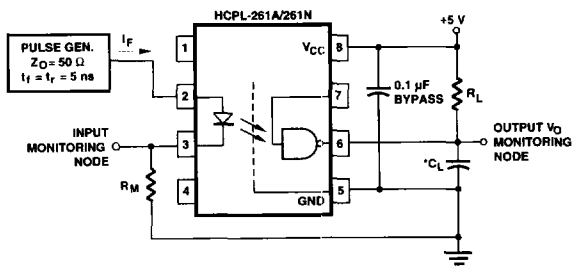 HCPL-261A/261N
+5 V
PULSE GEN.
Z_O = 50 Ω
t_f = t_r = 5 ns
I_F
1
V_CC
8
0.1 µF
BYPASS
R_L
2
7
INPUT
MONITORING
NODE
3
6
OUTPUT V_O
MONITORING
NODE
*C_L
R_M
4
GND
5